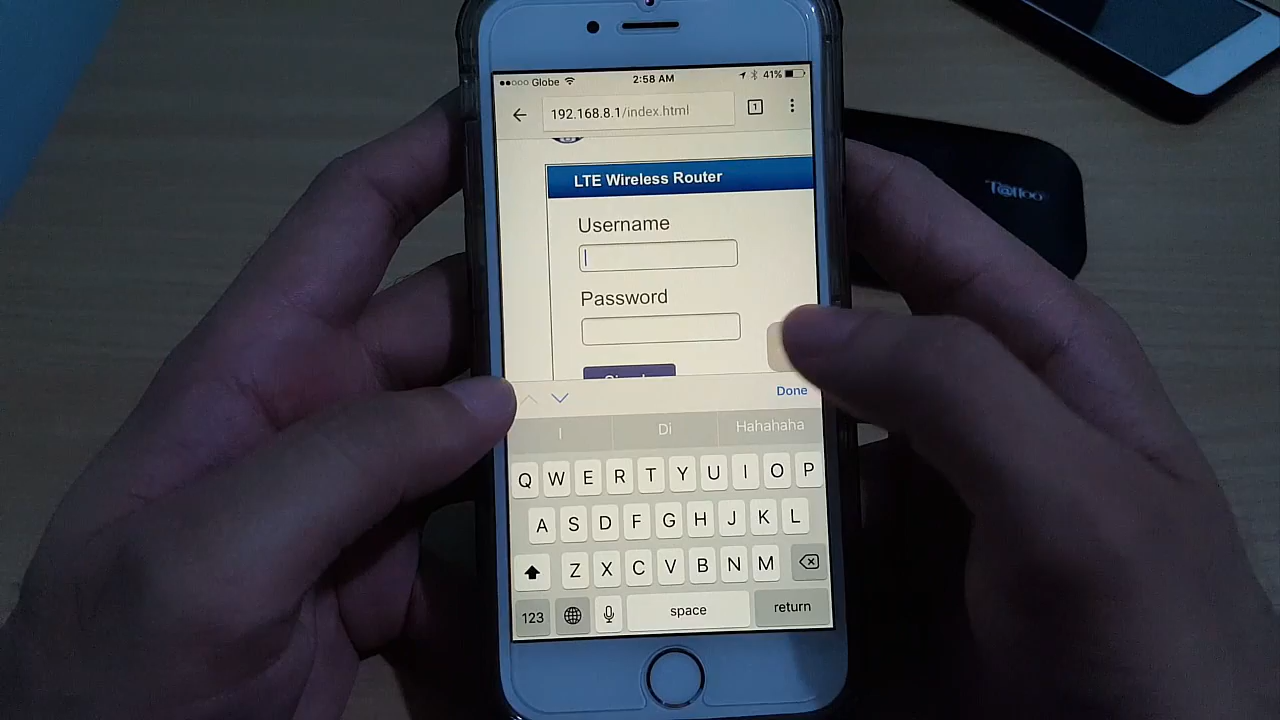 Globe 2:58 AM 41%
192.168.8.1/index.html 1
LTE Wireless Router
Username
Password
Done
I Di Hahahaha
Q W E R T Y U I O P
A S D F G H J K L
Z X C V B N M
123 space return
T@ttoo